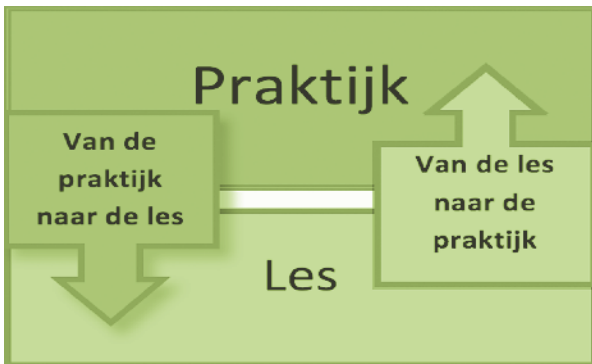 Praktijk
Van de
praktijk
naar de les
Van de les
naar de
praktijk
Les